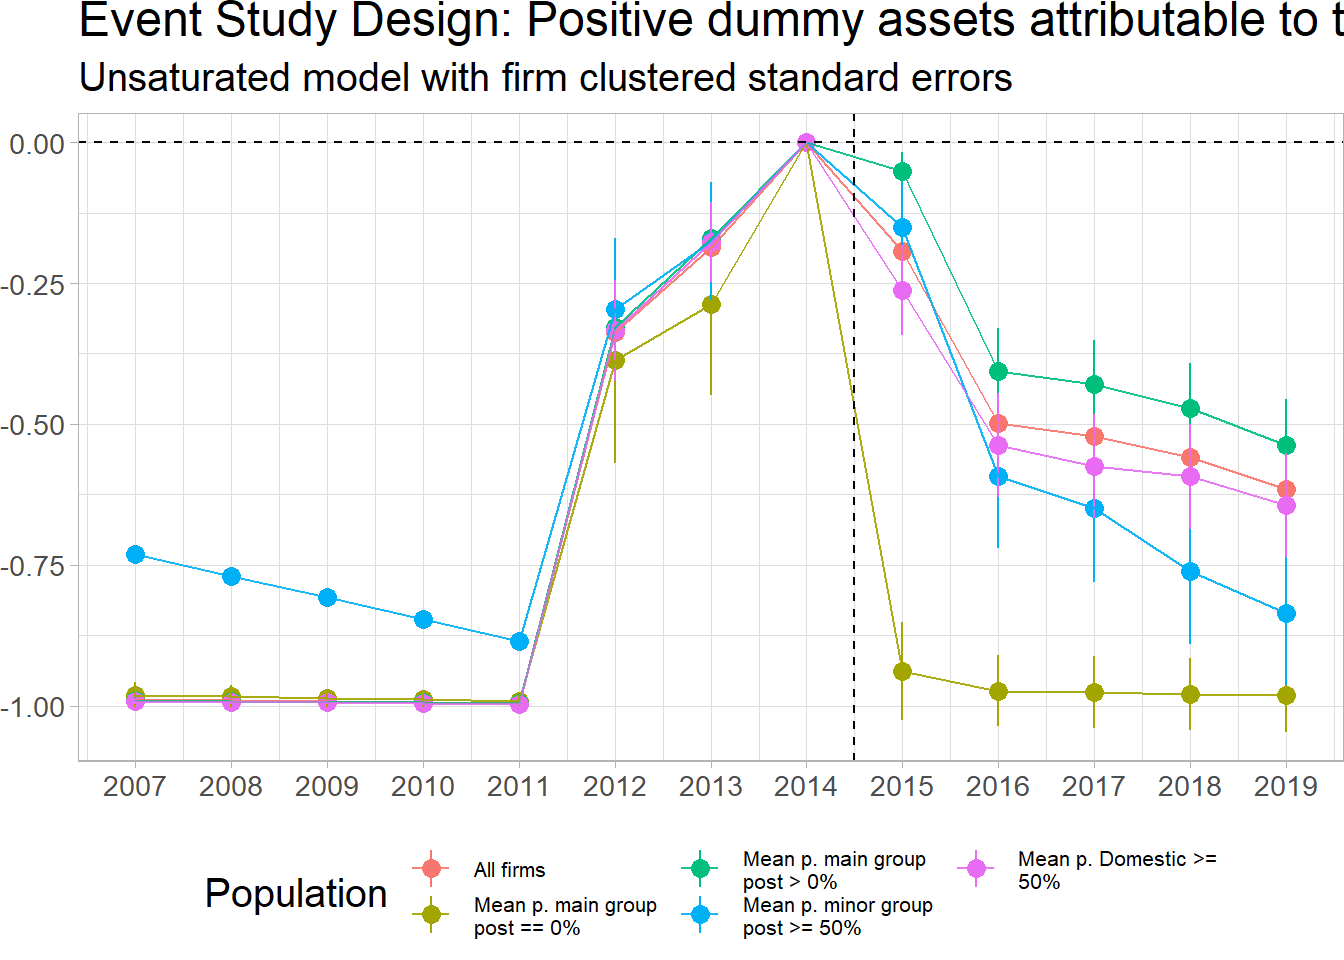 Event Study Design: Positive dummy assets attributable to
Unsaturated model with firm clustered standard errors
0.00
-0.25
-0.50
-0.75
-1.00
2007 2008 2009 2010 2011 2012 2013 2014 2015 2016 2017 2018 2019
Population
All firms
Mean p. main group
post == 0%
Mean p. main group
post > 0%
Mean p. minor group
post >= 50%
Mean p. Domestic >=
50%